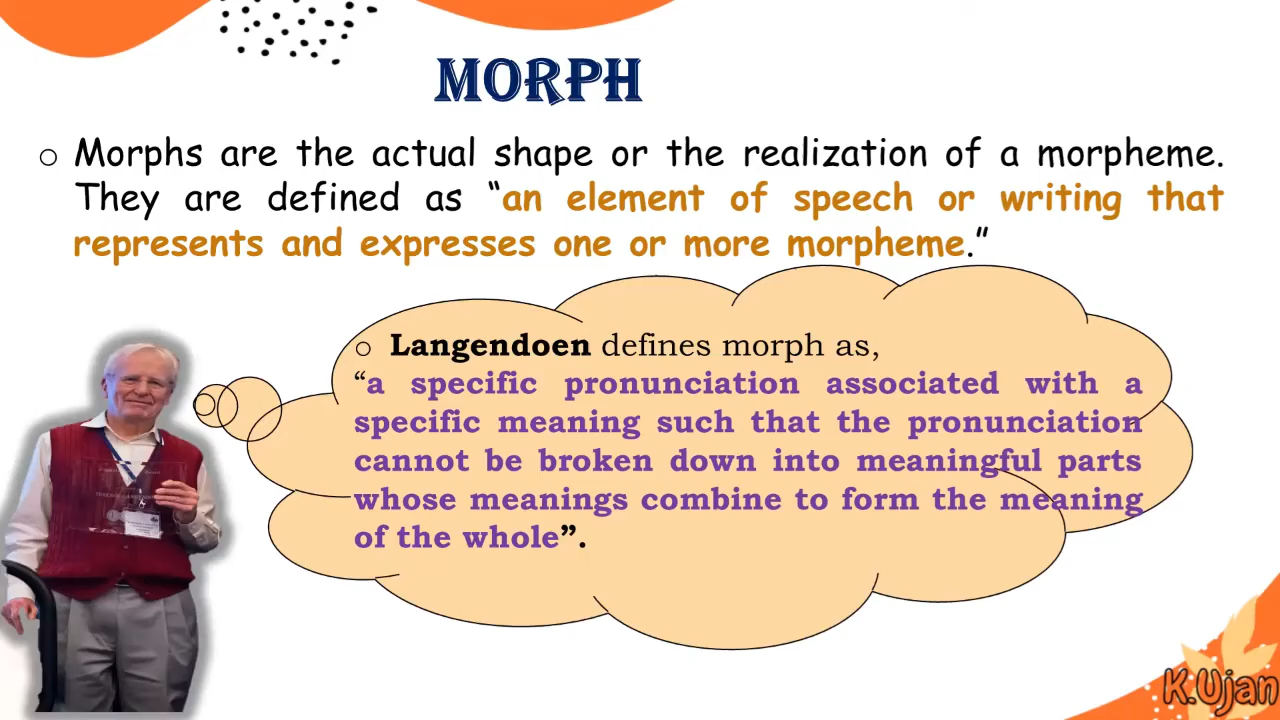 MORPH
○ Morphs are the actual shape or the realization of a morpheme.
They are defined as “an element of speech or writing that
represents and expresses one or more morpheme.”
○ Langendoen defines morph as,
“a specific pronunciation associated with a
specific meaning such that the pronunciation
cannot be broken down into meaningful parts
whose meanings combine to form the meaning
of the whole”.
K.Ujan